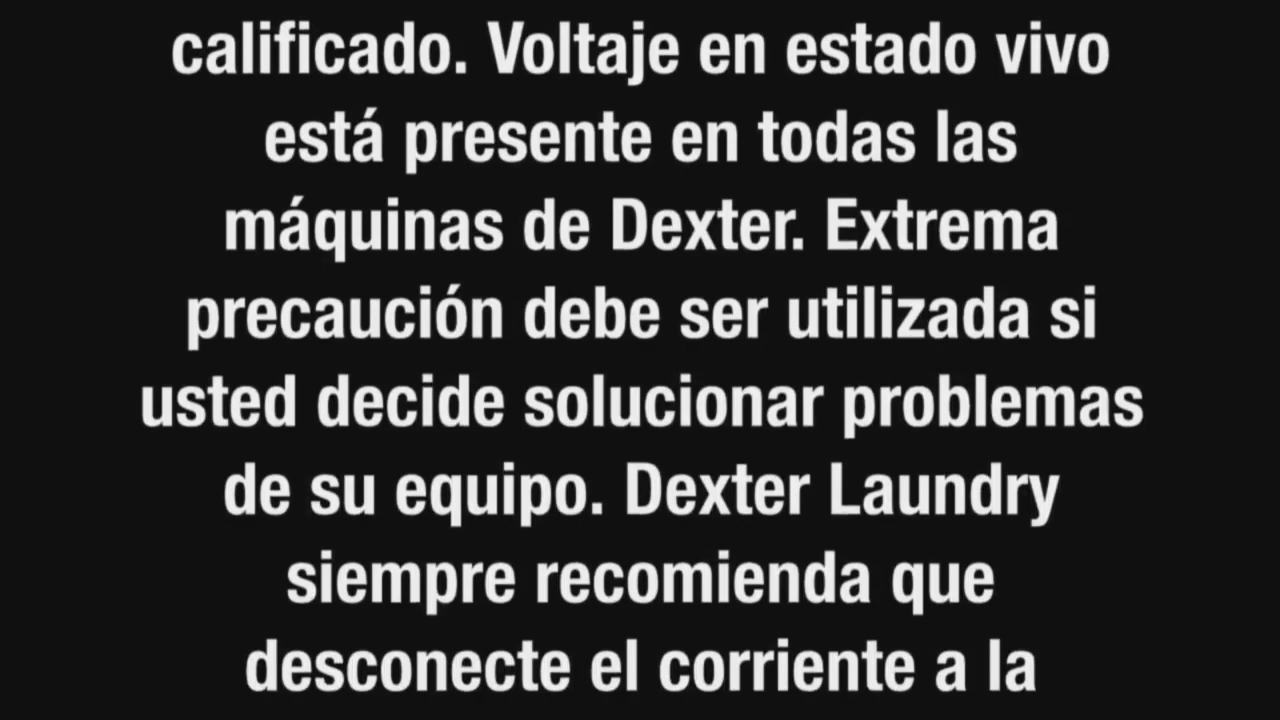 calificado. Voltaje en estado vivo
está presente en todas las
máquinas de Dexter. Extrema
precaución debe ser utilizada si
usted decide solucionar problemas
de su equipo. Dexter Laundry
siempre recomienda que
desconecte el corriente a la